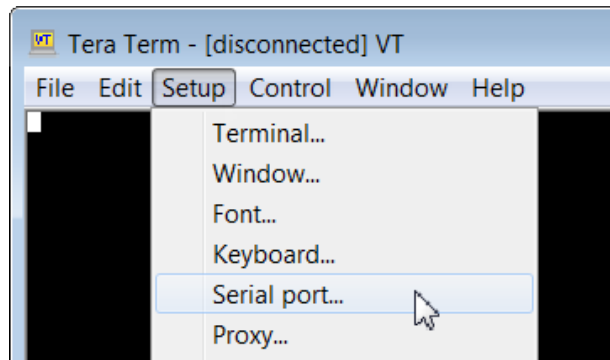 VT Tera Term - [disconnected] VT
File Edit Setup Control Window Help
Terminal...
Window...
Font...
Keyboard...
Serial port...
Proxy...